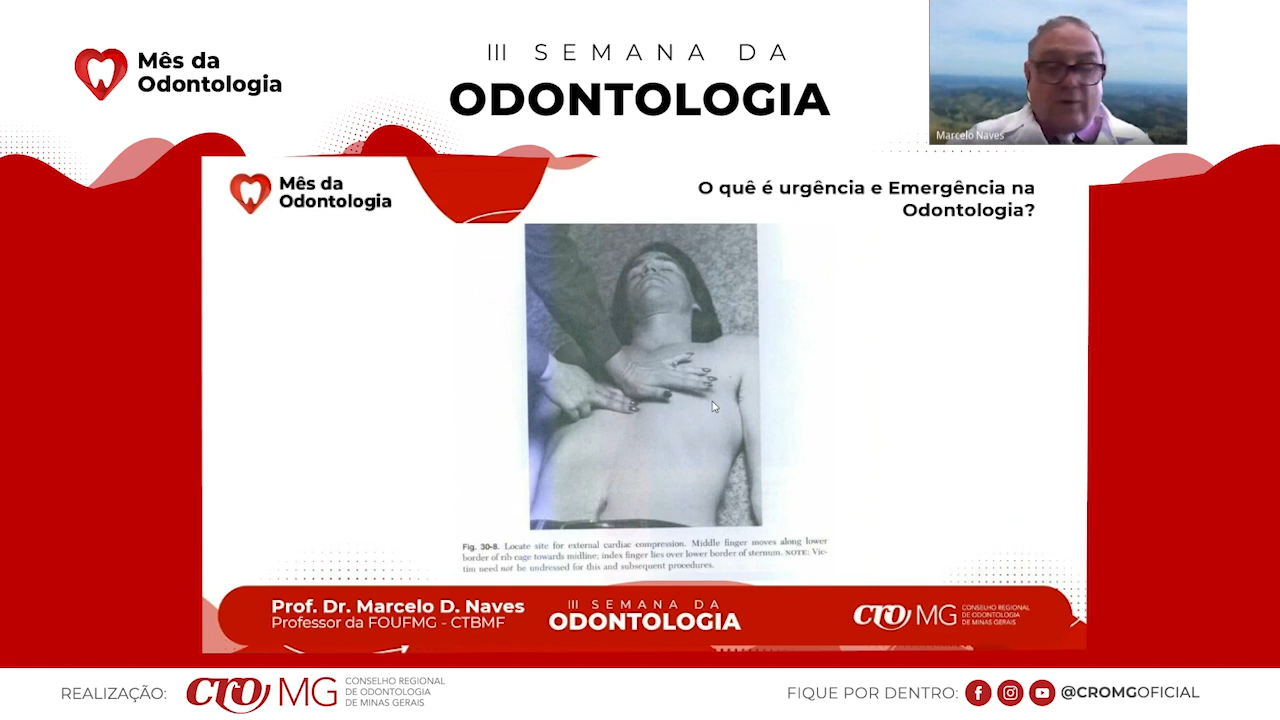 Mês da
Odontologia
III SEMANA DA
ODONTOLOGIA
Marcelo Naves
Mês da
Odontologia
O quê é urgência e Emergência na
Odontologia?
Fig. 30-8. Locate site for external cardiac compression. Middle finger moves along lower
border of rib cage towards midline; index finger lies over lower border of sternum. NOTE: Vic-
tim need not be undressed for this and subsequent procedures.
Prof. Dr. Marcelo D. Naves
Professor da FOUFMG - CTBMF
III SEMANA DA
ODONTOLOGIA
CRO MG
CONSELHO REGIONAL
DE ODONTOLOGIA
DE MINAS GERAIS
REALIZAÇÃO:
CRO MG
CONSELHO REGIONAL
DE ODONTOLOGIA
DE MINAS GERAIS
FIQUE POR DENTRO:
@CROMGOFICIAL